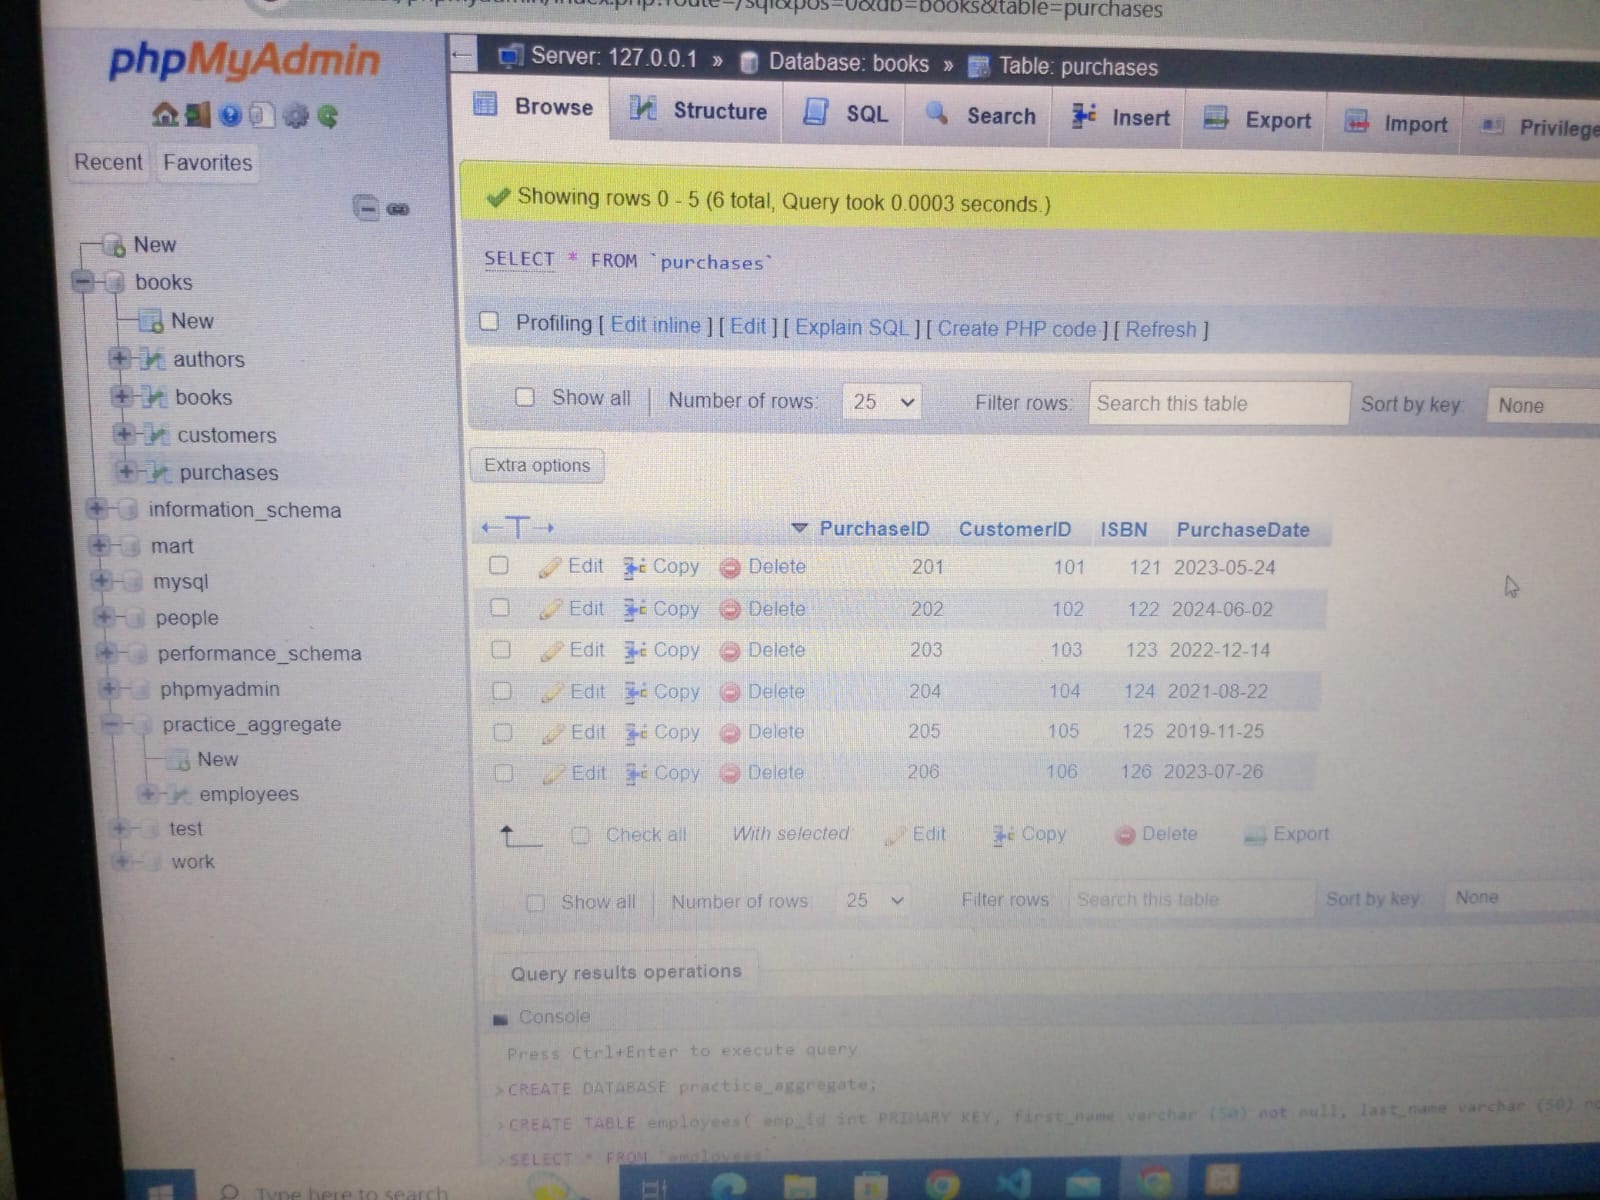 /phpmyadmin/index.php?route=/sql&pos=0&db=books&table=purchases
phpMyAdmin
Recent Favorites
New
books
New
authors
books
customers
purchases
information_schema
mart
mysql
people
performance_schema
phpmyadmin
practice_aggregate
New
employees
test
work
Server: 127.0.0.1 » Database: books » Table: purchases
Browse Structure SQL Search Insert Export Import Privilege
Showing rows 0 - 5 (6 total, Query took 0.0003 seconds.)
SELECT * FROM `purchases`
Profiling [ Edit inline ] [ Edit ] [ Explain SQL ] [ Create PHP code ] [ Refresh ]
Show all | Number of rows: 25 Filter rows: Search this table Sort by key: None
Extra options
←T→ PurchaseID CustomerID ISBN PurchaseDate
Edit Copy Delete 201 101 121 2023-05-24
Edit Copy Delete 202 102 122 2024-06-02
Edit Copy Delete 203 103 123 2022-12-14
Edit Copy Delete 204 104 124 2021-08-22
Edit Copy Delete 205 105 125 2019-11-25
Edit Copy Delete 206 106 126 2023-07-26
Check all With selected: Edit Copy Delete Export
Show all | Number of rows: 25 Filter rows: Search this table Sort by key: None
Query results operations
Console
Press Ctrl+Enter to execute query
>CREATE DATABASE practice_aggregate;
>CREATE TABLE employees( emp_id int PRIMARY KEY, first_name varchar (50) not null, last_name varchar (50) no
>SELECT * FROM `employees`
Type here to search